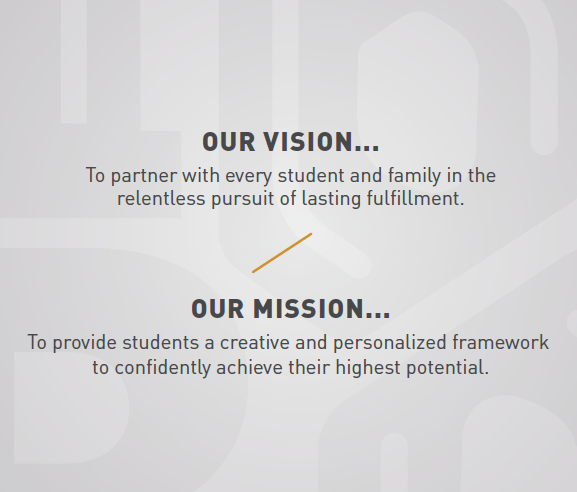 OUR VISION...
To partner with every student and family in the
relentless pursuit of lasting fulfillment.
OUR MISSION...
To provide students a creative and personalized framework
to confidently achieve their highest potential.